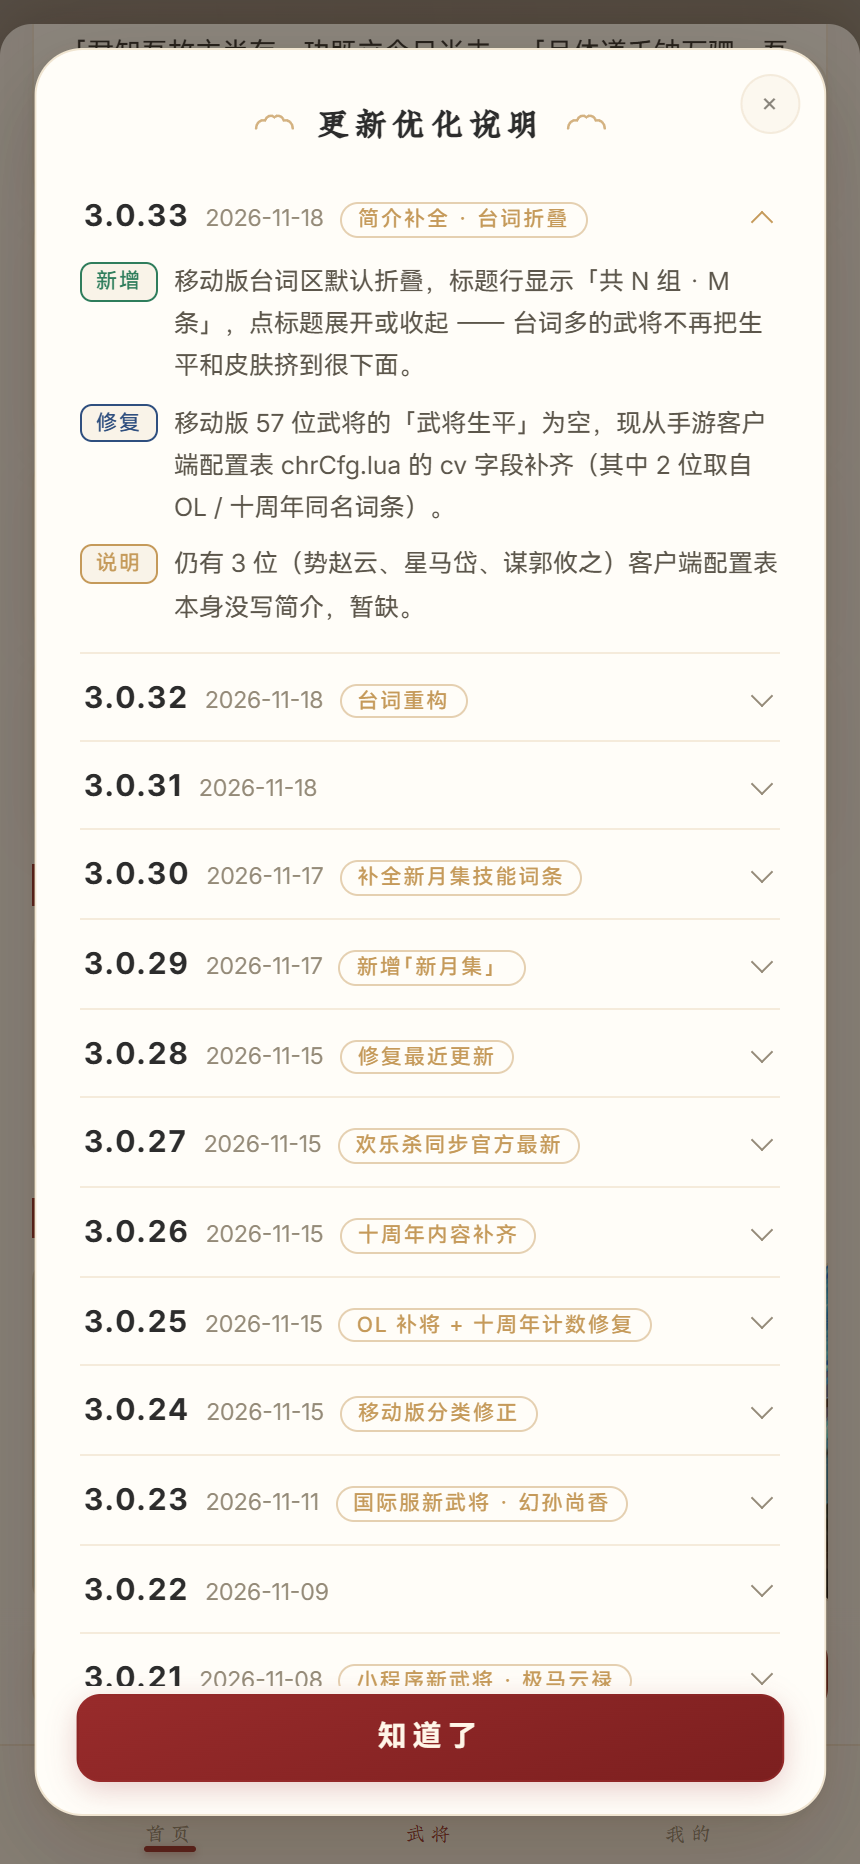 更新优化说明
×
3.0.33 2026-11-18 简介补全 · 台词折叠
新增 移动版台词区默认折叠，标题行显示「共 N 组 · M
条」，点标题展开或收起 —— 台词多的武将不再把生
平和皮肤挤到很下面。
修复 移动版 57 位武将的「武将生平」为空，现从手游客户
端配置表 chrCfg.lua 的 cv 字段补齐（其中 2 位取自
OL / 十周年同名词条）。
说明 仍有 3 位（势赵云、星马岱、谋郭攸之）客户端配置表
本身没写简介，暂缺。
3.0.32 2026-11-18 台词重构
3.0.31 2026-11-18
3.0.30 2026-11-17 补全新月集技能词条
3.0.29 2026-11-17 新增「新月集」
3.0.28 2026-11-15 修复最近更新
3.0.27 2026-11-15 欢乐杀同步官方最新
3.0.26 2026-11-15 十周年内容补齐
3.0.25 2026-11-15 OL 补将 + 十周年计数修复
3.0.24 2026-11-15 移动版分类修正
3.0.23 2026-11-11 国际服新武将 · 幻孙尚香
3.0.22 2026-11-09
3.0.21 2026-11-08 小程序新武将 · 极马云禄
知道了
首页 武将 我的